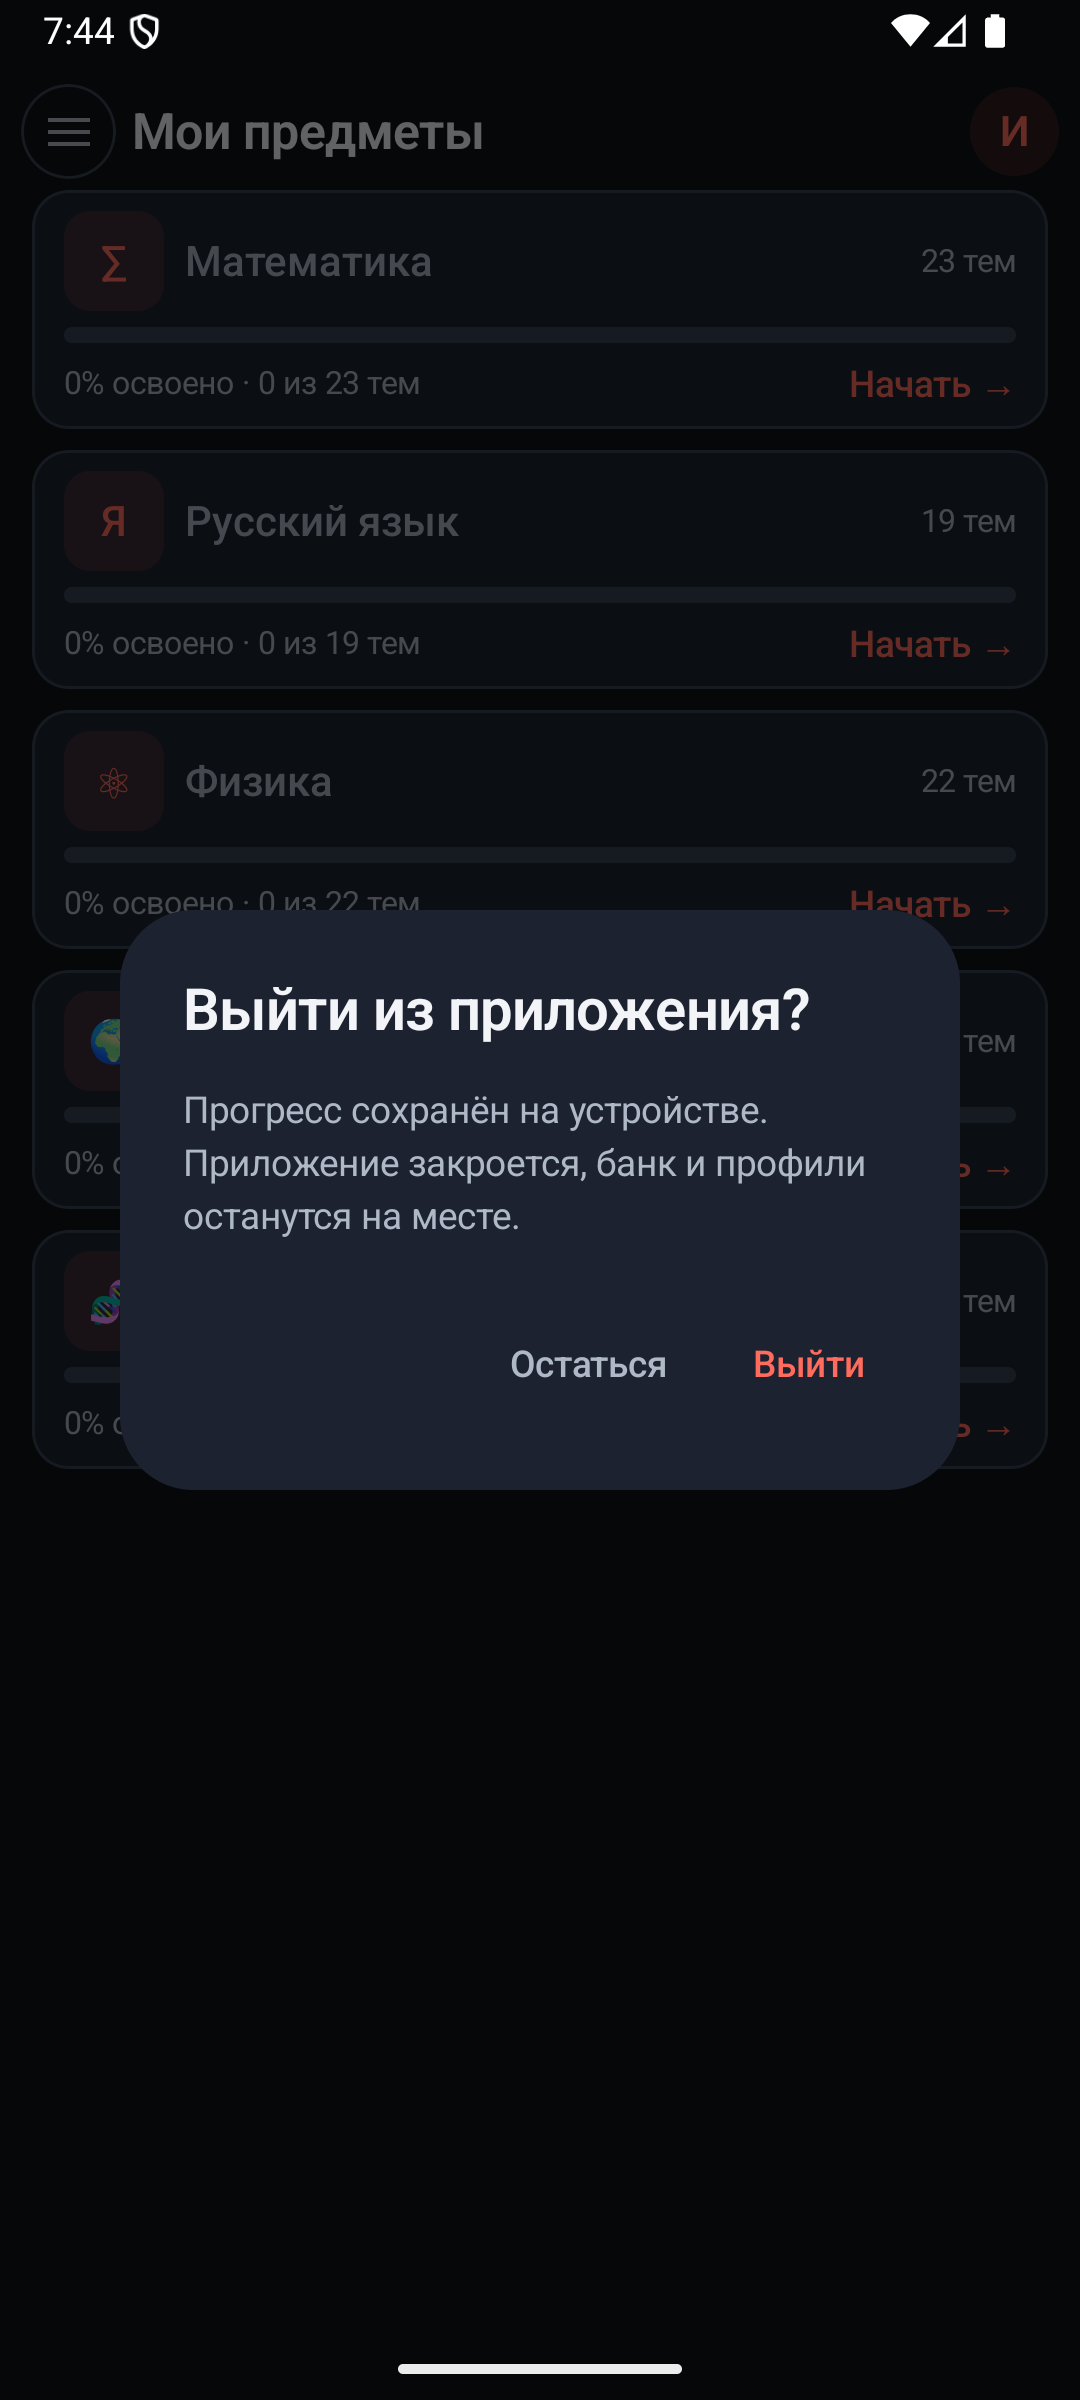 7:44
Мои предметы
И
Σ
Математика
23 тем
0% освоено · 0 из 23 тем
Начать →
Я
Русский язык
19 тем
0% освоено · 0 из 19 тем
Начать →
Физика
22 тем
0% освоено · 0 из 22 тем
Начать →
тем
0%
→
тем
0%
→
Выйти из приложения?
Прогресс сохранён на устройстве.
Приложение закроется, банк и профили
останутся на месте.
Остаться
Выйти